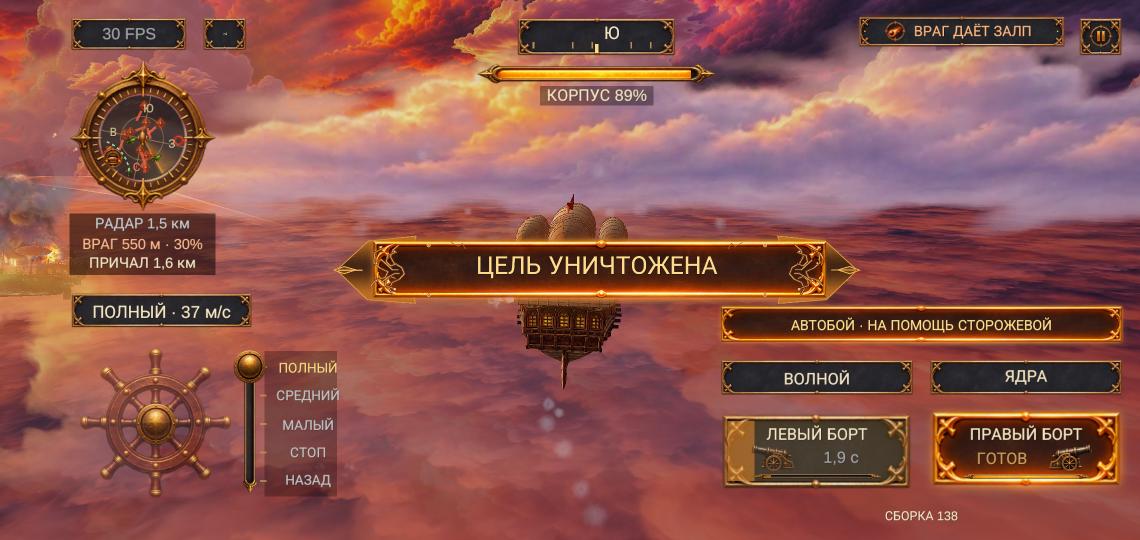 30 FPS
Ю
ВРАГ ДАЁТ ЗАЛП
КОРПУС 89%
Ю
В
З
С
РАДАР 1,5 км
ВРАГ 550 м · 30%
ПРИЧАЛ 1,6 км
ЦЕЛЬ УНИЧТОЖЕНА
ПОЛНЫЙ · 37 м/с
АВТОБОЙ · НА ПОМОЩЬ СТОРОЖЕВОЙ
ПОЛНЫЙ
СРЕДНИЙ
МАЛЫЙ
СТОП
НАЗАД
ВОЛНОЙ
ЯДРА
ЛЕВЫЙ БОРТ
1,9 с
ПРАВЫЙ БОРТ
ГОТОВ
СБОРКА 138